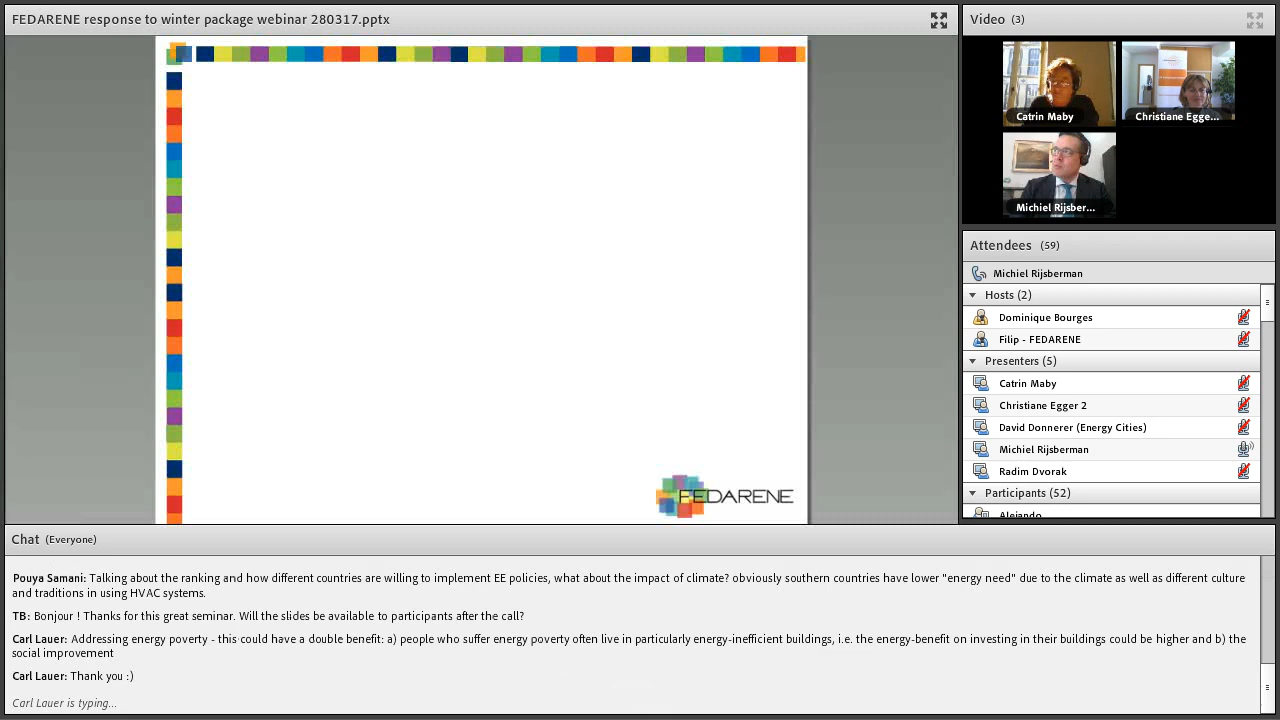 FEDARENE response to winter package webinar 280317.pptx
FEDARENE
Video (3)
Catrin Maby
Christiane Egge...
Michiel Rijsber...
Attendees (59)
Michiel Rijsberman
Hosts (2)
Dominique Bourges
Filip - FEDARENE
Presenters (5)
Catrin Maby
Christiane Egger 2
David Donnerer (Energy Cities)
Michiel Rijsberman
Radim Dvorak
Participants (52)
Alejando
Chat (Everyone)
Pouya Samani: Talking about the ranking and how different countries are willing to implement EE policies, what about the impact of climate? obviously southern countries have lower "energy need" due to the climate as well as different culture
and traditions in using HVAC systems.
TB: Bonjour ! Thanks for this great seminar. Will the slides be available to participants after the call?
Carl Lauer: Addressing energy poverty - this could have a double benefit: a) people who suffer energy poverty often live in particularly energy-inefficient buildings, i.e. the energy-benefit on investing in their buildings could be higher and b) the
social improvement
Carl Lauer: Thank you :)
Carl Lauer is typing...